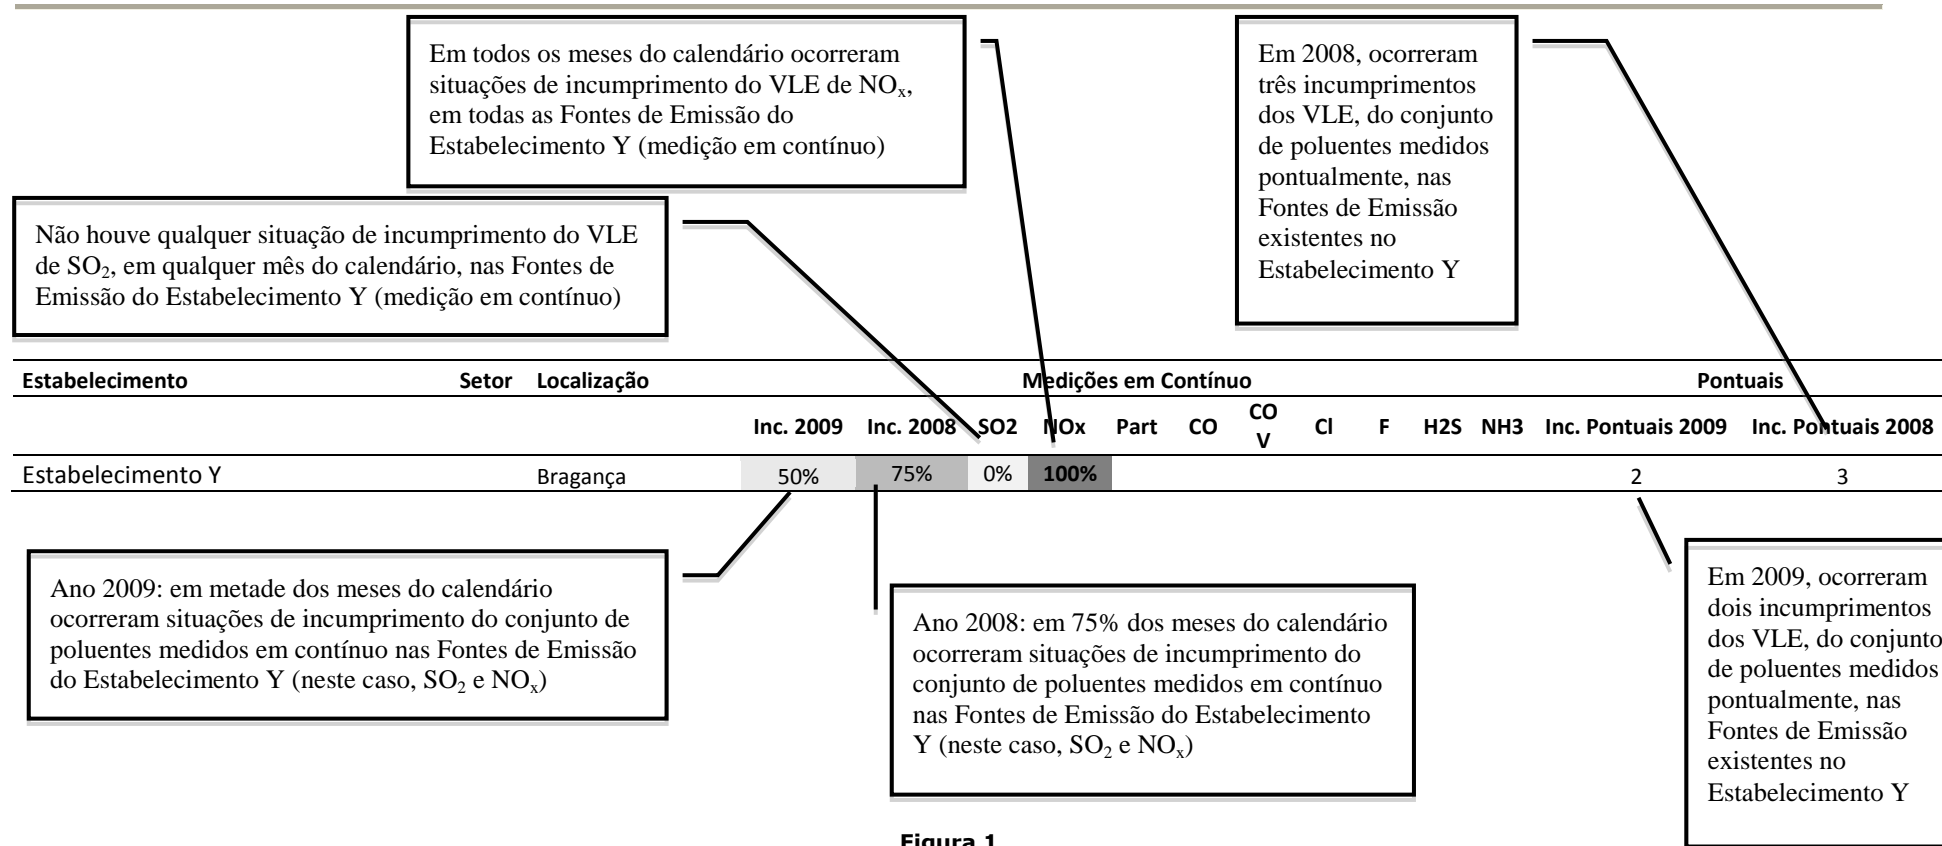 Em todos os meses do calendário ocorreram
situações de incumprimento do VLE de NOx,
em todas as Fontes de Emissão do
Estabelecimento Y (medição em contínuo)
Em 2008, ocorreram
três incumprimentos
dos VLE, do conjunto
de poluentes medidos
pontualmente, nas
Fontes de Emissão
existentes no
Estabelecimento Y
Não houve qualquer situação de incumprimento do VLE
de SO2, em qualquer mês do calendário, nas Fontes de
Emissão do Estabelecimento Y (medição em contínuo)
Estabelecimento Setor Localização Medições em Contínuo Pontuais
Inc. 2009 Inc. 2008 SO2 NOx Part CO CO V Cl F H2S NH3 Inc. Pontuais 2009 Inc. Pontuais 2008
Estabelecimento Y Bragança 50% 75% 0% 100% 2 3
Ano 2009: em metade dos meses do calendário
ocorreram situações de incumprimento do conjunto de
poluentes medidos em contínuo nas Fontes de Emissão
do Estabelecimento Y (neste caso, SO2 e NOx)
Ano 2008: em 75% dos meses do calendário
ocorreram situações de incumprimento do
conjunto de poluentes medidos em contínuo
nas Fontes de Emissão do Estabelecimento
Y (neste caso, SO2 e NOx)
Em 2009, ocorreram
dois incumprimentos
dos VLE, do conjunto
de poluentes medidos
pontualmente, nas
Fontes de Emissão
existentes no
Estabelecimento Y
Figura 1